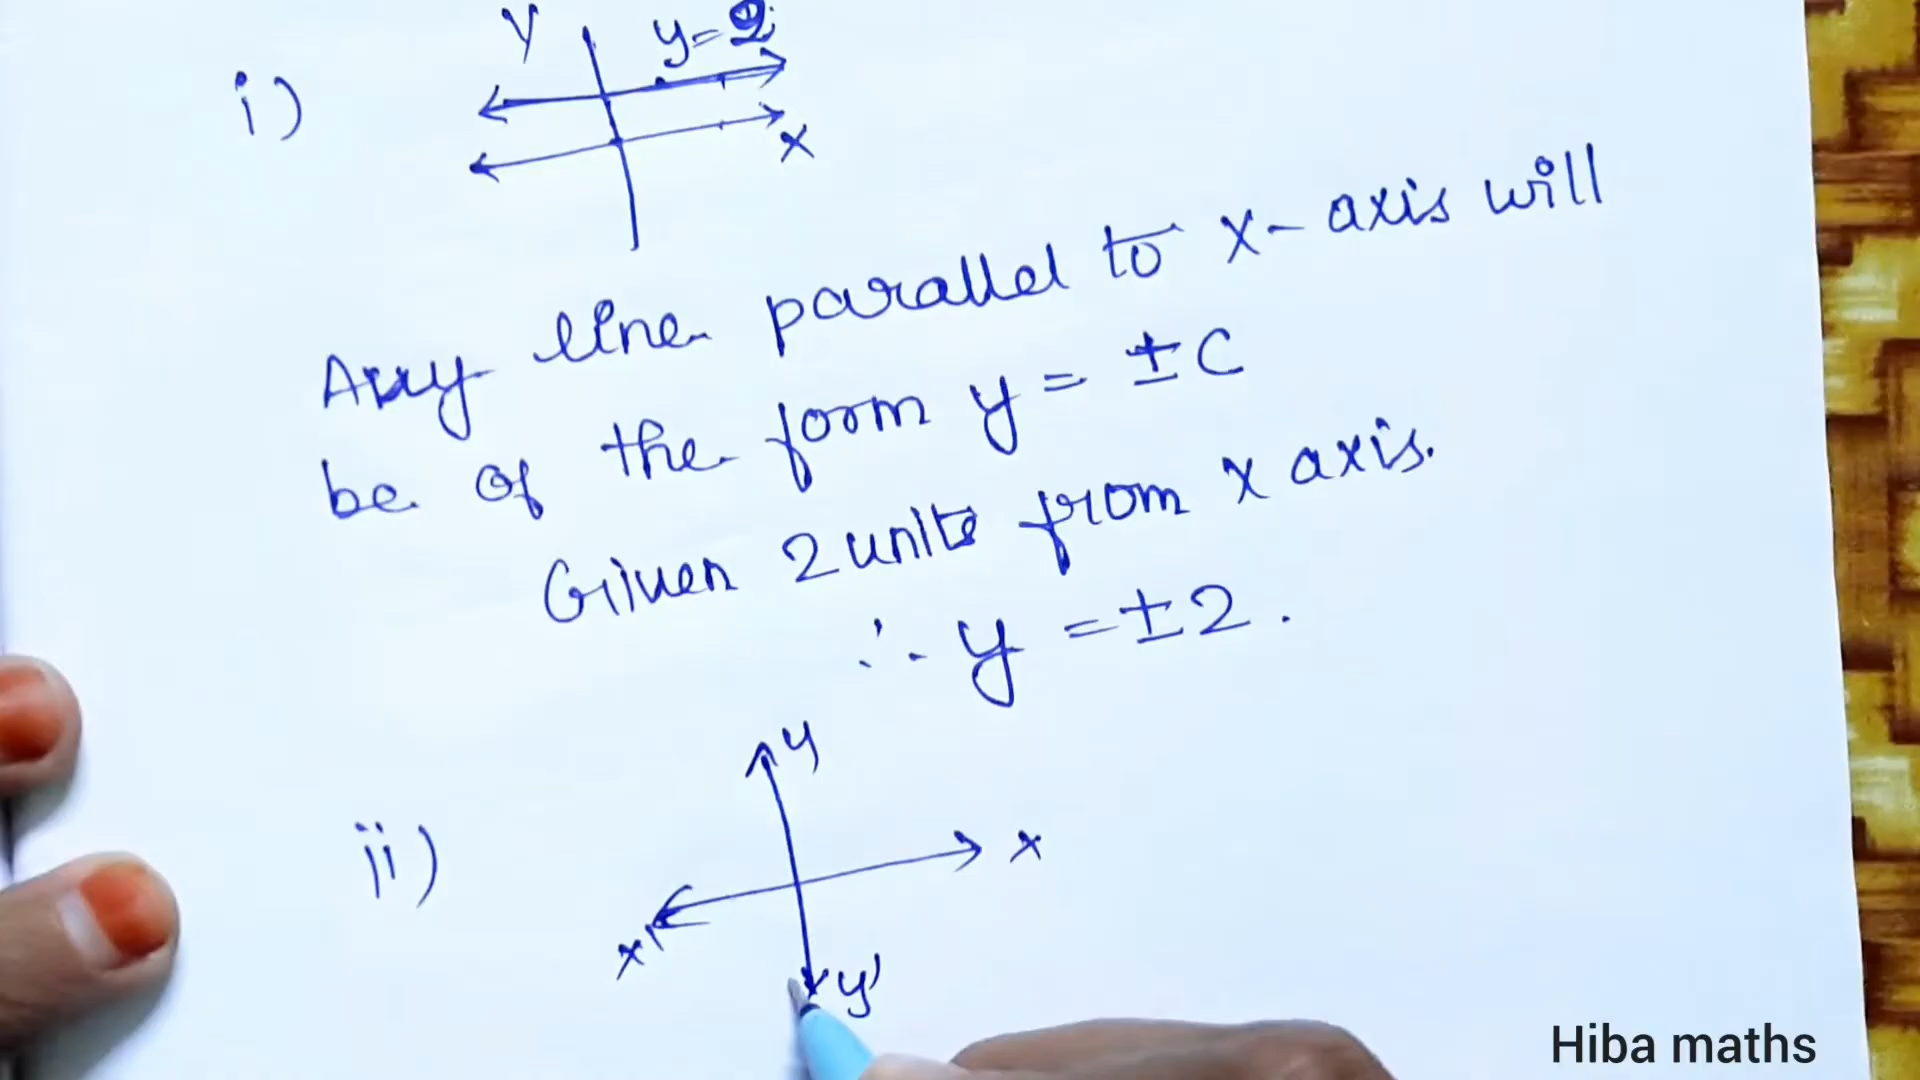 i)
Y
y=2
X
Any line parallel to x-axis will
be of the form y = ±C
Given 2 units from x axis.
∴ y = ±2.
ii)
y
x
x'
y'
Hiba maths